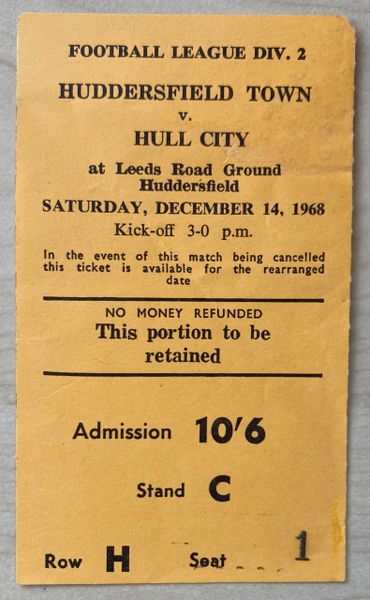 FOOTBALL LEAGUE DIV. 2
HUDDERSFIELD TOWN
v.
HULL CITY
at Leeds Road Ground
Huddersfield
SATURDAY, DECEMBER 14, 1968
Kick-off 3-0 p.m.
In the event of this match being cancelled
this ticket is available for the rearranged
date
NO MONEY REFUNDED
This portion to be
retained
Admission 10'6
Stand C
Row H Seat 1